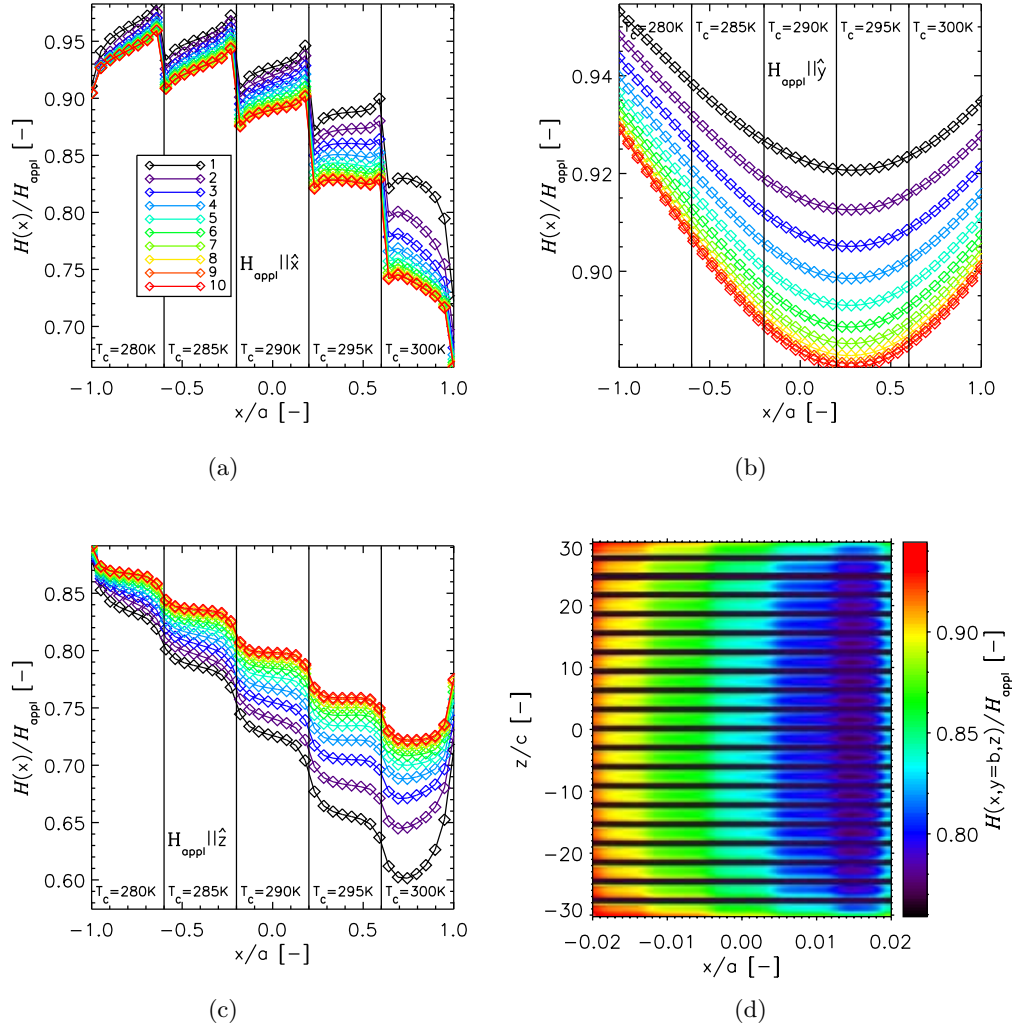 H(x)/H_appl [-]
0.95
0.90
0.85
0.80
0.75
0.70
1
2
3
4
5
6
7
8
9
10
H_appl||x̂
T_c=280K T_c=285K T_c=290K T_c=295K T_c=300K
-1.0 -0.5 0.0 0.5 1.0
x/a [-]
(a)
H(x)/H_appl [-]
T_c=280K T_c=285K T_c=290K T_c=295K T_c=300K
H_appl||ŷ
0.94
0.92
0.90
-1.0 -0.5 0.0 0.5 1.0
x/a [-]
(b)
H(x)/H_appl [-]
0.85
0.80
0.75
0.70
0.65
0.60
H_appl||ẑ
T_c=280K T_c=285K T_c=290K T_c=295K T_c=300K
-1.0 -0.5 0.0 0.5 1.0
x/a [-]
(c)
z/c [-]
30
20
10
0
-10
-20
-30
-0.02 -0.01 0.00 0.01 0.02
x/a [-]
0.90
0.85
0.80
H(x,y=b,z)/H_appl [-]
(d)